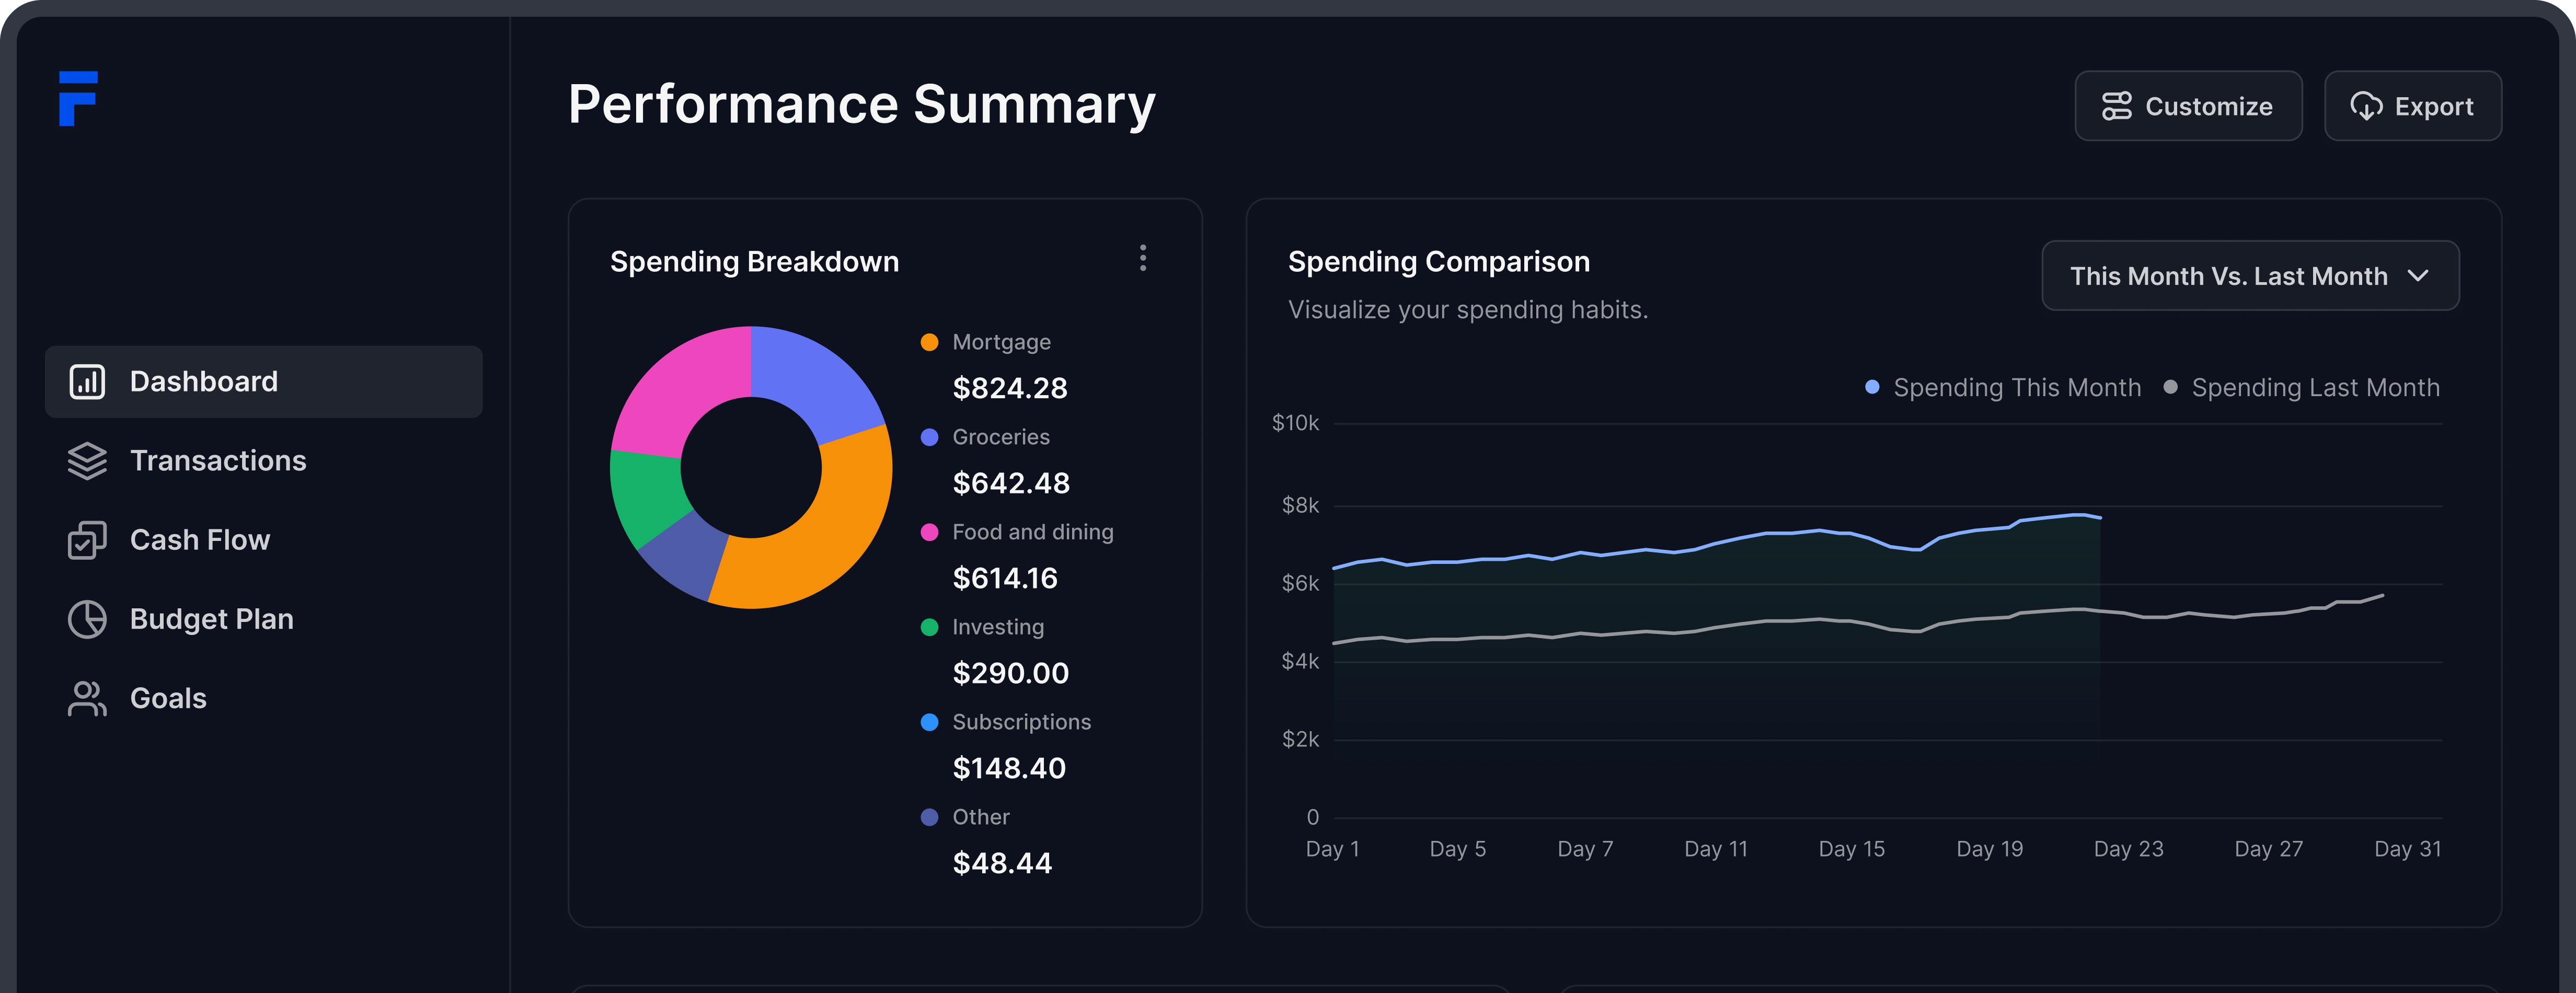 Performance Summary
Customize
Export
Dashboard
Transactions
Cash Flow
Budget Plan
Goals
Spending Breakdown
Mortgage
$824.28
Groceries
$642.48
Food and dining
$614.16
Investing
$290.00
Subscriptions
$148.40
Other
$48.44
Spending Comparison
Visualize your spending habits.
This Month Vs. Last Month
Spending This Month
Spending Last Month
$10k
$8k
$6k
$4k
$2k
0
Day 1
Day 5
Day 7
Day 11
Day 15
Day 19
Day 23
Day 27
Day 31